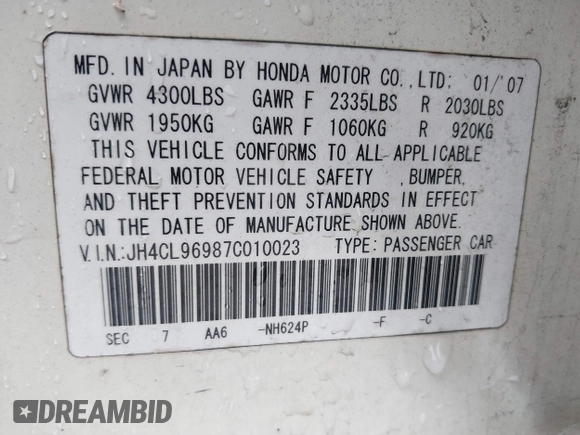 MFD. IN JAPAN BY HONDA MOTOR CO.,LTD: 01/'07
GVWR 4300LBS GAWR F 2335LBS R 2030LBS
GVWR 1950KG GAWR F 1060KG R 920KG
THIS VEHICLE CONFORMS TO ALL APPLICABLE
FEDERAL MOTOR VEHICLE SAFETY ,BUMPER,
AND THEFT PREVENTION STANDARDS IN EFFECT
ON THE DATE OF MANUFACTURE SHOWN ABOVE.
V.I.N.:JH4CL96987C010023 TYPE: PASSENGER CAR
SEC 7 AA6 -NH624P -F -C
DREAMBID